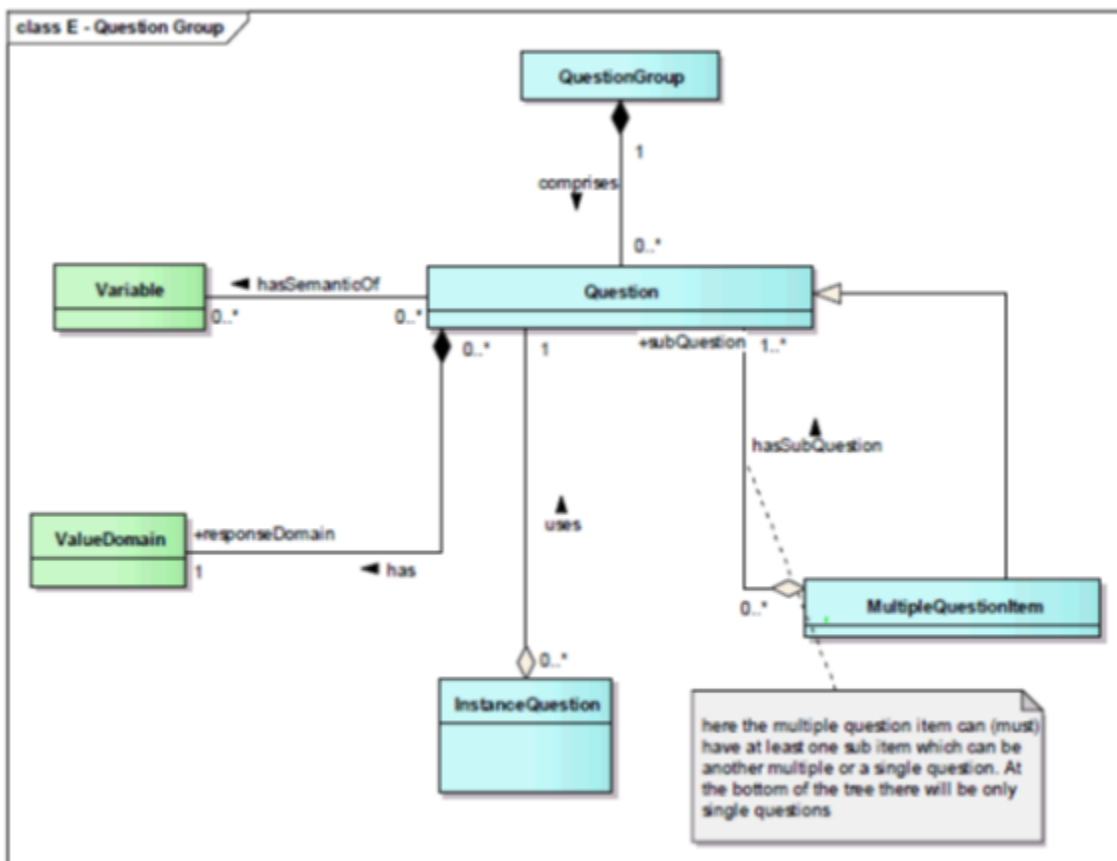 class E - Question Group
QuestionGroup
1
comprises
0..*
Variable
hasSemanticOf
0..*
0..*
Question
0..*
1
+subQuestion
1..*
hasSubQuestion
ValueDomain
+responseDomain
1
has
uses
0..*
MultipleQuestionItem
0..*
InstanceQuestion
here the multiple question item can (must)
have at least one sub item which can be
another multiple or a single question. At
the bottom of the tree there will be only
single questions